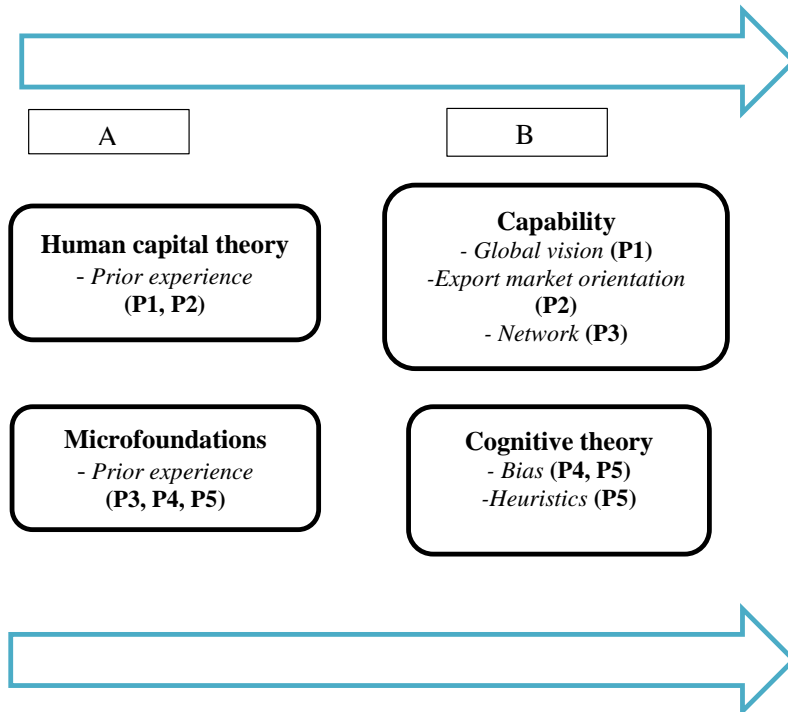 A
B
Human capital theory
- Prior experience
(P1, P2)
Capability
- Global vision (P1)
-Export market orientation
(P2)
- Network (P3)
Microfoundations
- Prior experience
(P3, P4, P5)
Cognitive theory
- Bias (P4, P5)
-Heuristics (P5)